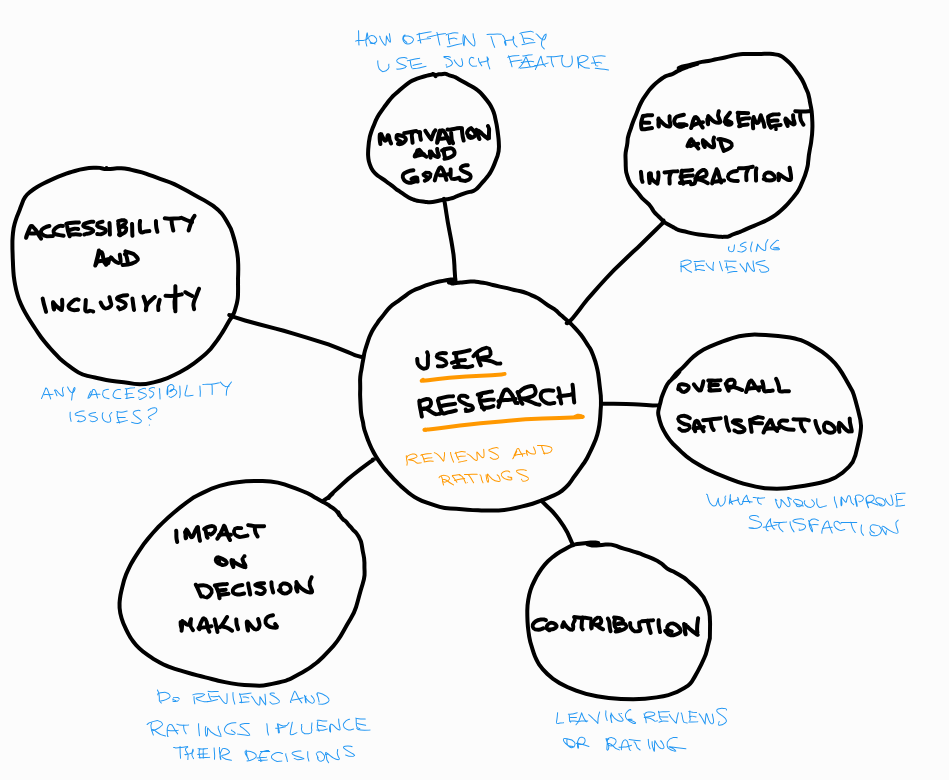 HOW OFTEN THEY
USE SUCH FEATURE
MOTIVATION
AND
GOALS
ENGANGEMENT
AND
INTERACTION
USING
REVIEWS
ACCESSIBILITY
AND
INCLUSIVITY
ANY ACCESSIBILITY
ISSUES?
USER
RESEARCH
REVIEWS AND
RATINGS
OVERALL
SATISFACTION
WHAT WOUL IMPROVE
SATISFACTION
IMPACT
ON
DECISION
MAKING
DO REVIEWS AND
RATINGS IFLUENCE
THEIR DECISIONS
CONTRIBUTION
LEAVING REVIEWS
OR RATING